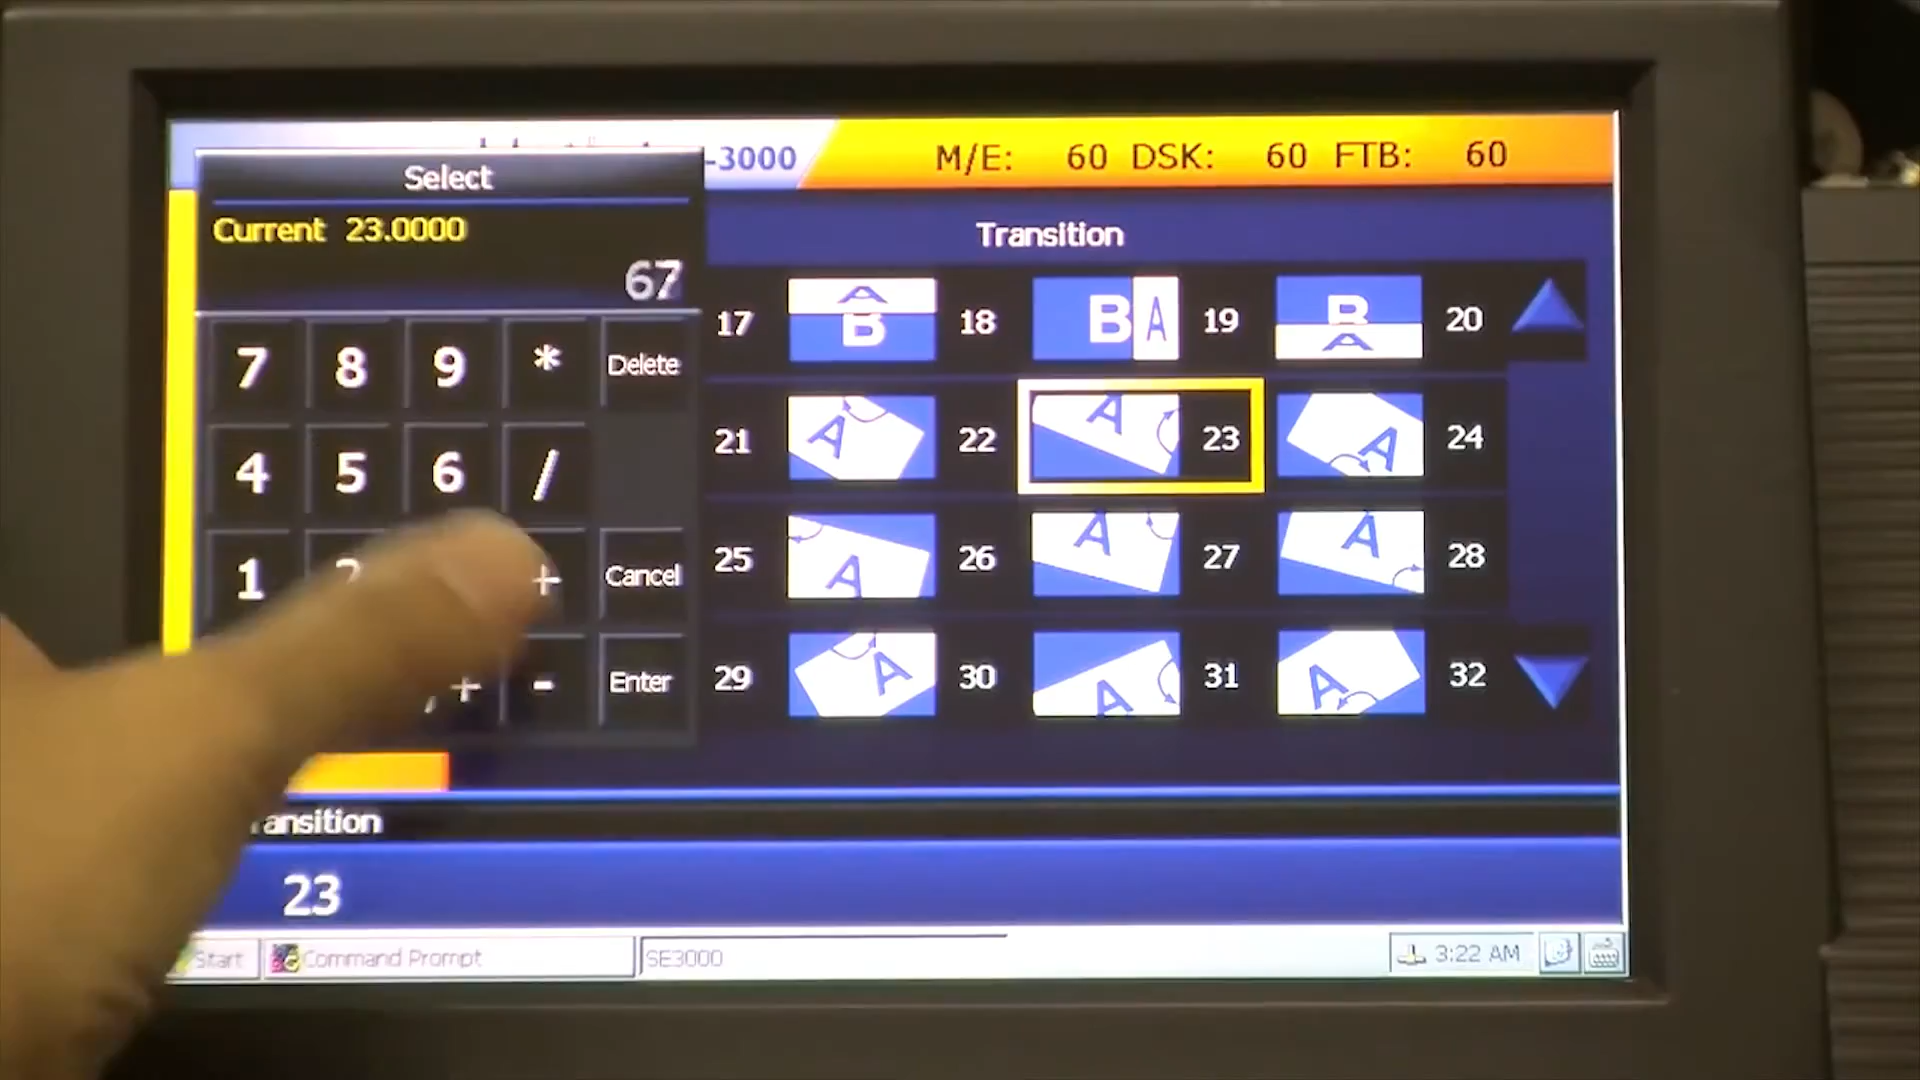 -3000 M/E: 60 DSK: 60 FTB: 60
Select
Current 23.0000
67
7 8 9 * Delete
4 5 6 /
1 2 + Cancel
+ - Enter
Transition
17 18 19 20
B B A B
A A
21 22 23 24
A A A
25 26 27 28
A A A
29 30 31 32
A A A
ansition
23
Start Command Prompt SE3000 3:22 AM